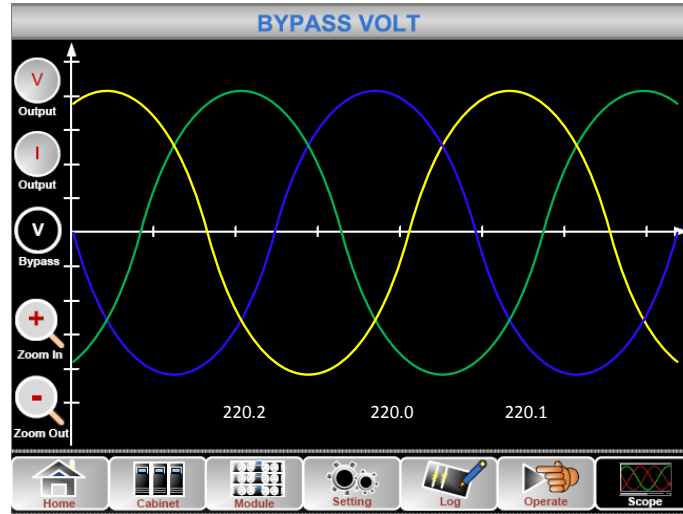 BYPASS VOLT
V
Output
I
Output
V
Bypass
+
Zoom In
-
Zoom Out
220.2 220.0 220.1
Home Cabinet Module Setting Log Operate Scope